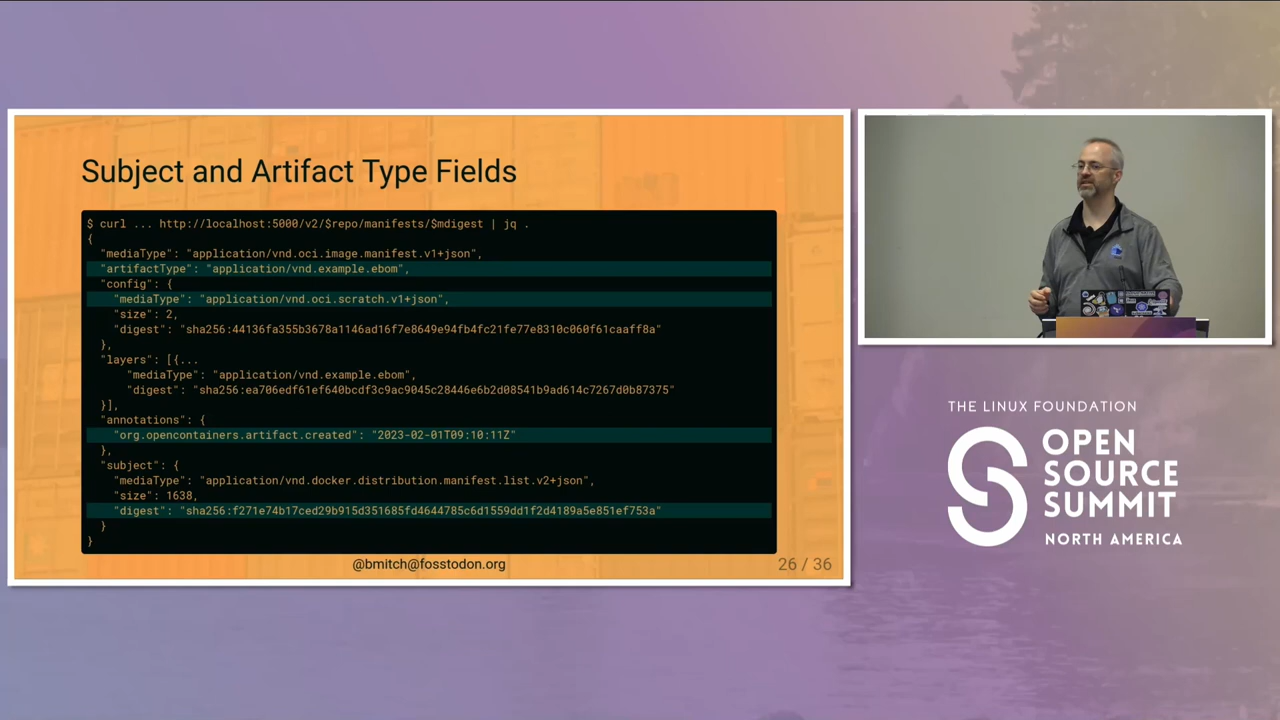 Subject and Artifact Type Fields
$ curl ... http://localhost:5000/v2/$repo/manifests/$mdigest | jq .
{
  "mediaType": "application/vnd.oci.image.manifest.v1+json",
  "artifactType": "application/vnd.example.ebom",
  "config": {
    "mediaType": "application/vnd.oci.scratch.v1+json",
    "size": 2,
    "digest": "sha256:44136fa355b3678a1146ad16f7e8649e94fb4fc21fe77e8310c060f61caaff8a"
  },
  "layers": [{...
      "mediaType": "application/vnd.example.ebom",
      "digest": "sha256:ea706edf61ef640bcdf3c9ac9045c28446e6b2d08541b9ad614c7267d0b87375"
  }],
  "annotations": {
    "org.opencontainers.artifact.created": "2023-02-01T09:10:11Z"
  },
  "subject": {
    "mediaType": "application/vnd.docker.distribution.manifest.list.v2+json",
    "size": 1638,
    "digest": "sha256:f271e74b17ced29b915d351685fd4644785c6d1559dd1f2d4189a5e851ef753a"
  }
}
@bmitch@fosstodon.org
26 / 36
THE LINUX FOUNDATION
OPEN
SOURCE
SUMMIT
NORTH AMERICA